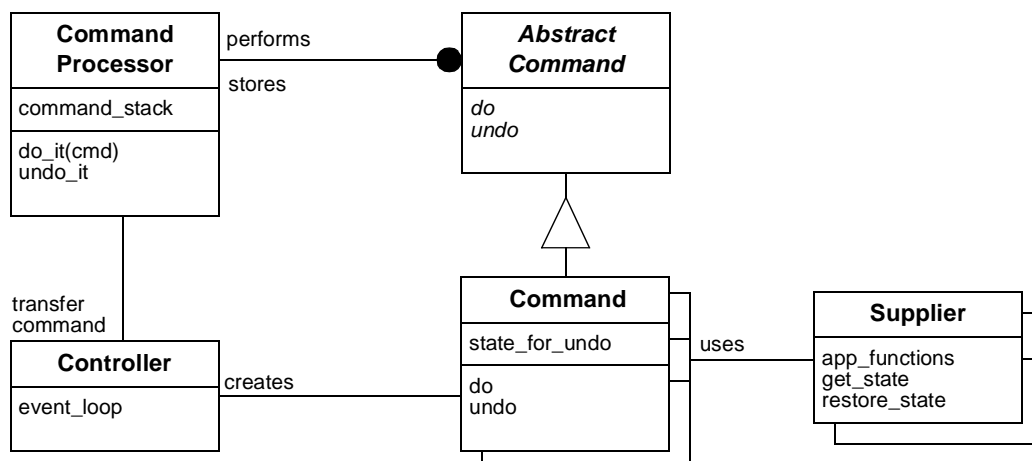 Command
Processor
command_stack
do_it(cmd)
undo_it
performs
stores
Abstract
Command
do
undo
transfer
command
Controller
event_loop
creates
Command
state_for_undo
do
undo
uses
Supplier
app_functions
get_state
restore_state